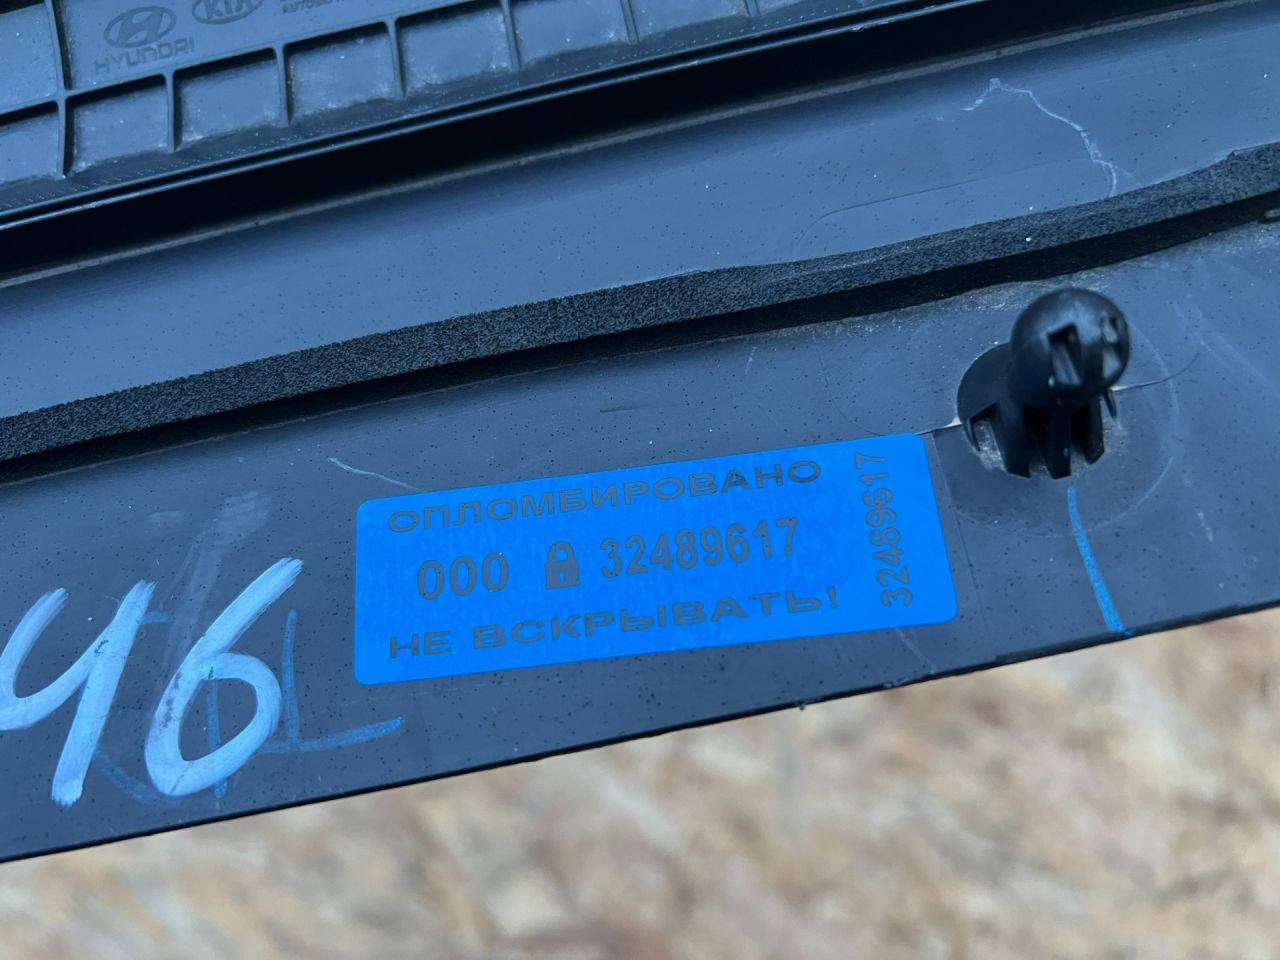 HYUNDAI
KIA
ОПЛОМБИРОВАНО
000 32489617
НЕ ВСКРЫВАТЬ!
32489617
46